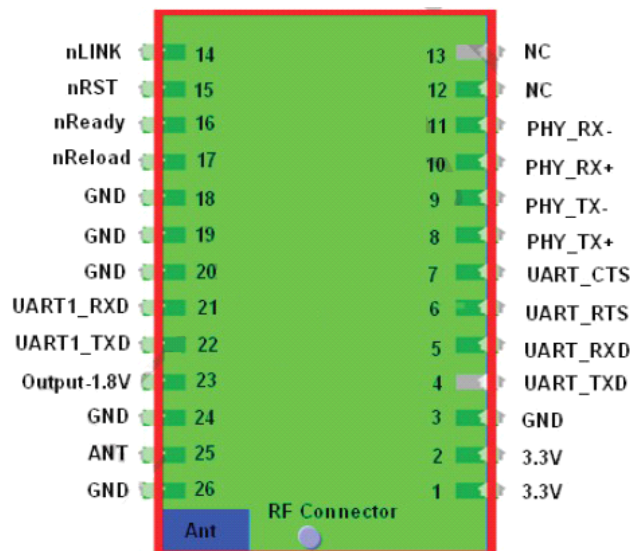 nLINK 14 13 NC
nRST 15 12 NC
nReady 16 11 PHY_RX-
nReload 17 10 PHY_RX+
GND 18 9 PHY_TX-
GND 19 8 PHY_TX+
GND 20 7 UART_CTS
UART1_RXD 21 6 UART_RTS
UART1_TXD 22 5 UART_RXD
Output-1.8V 23 4 UART_TXD
GND 24 3 GND
ANT 25 2 3.3V
GND 26 1 3.3V
RF Connector
Ant